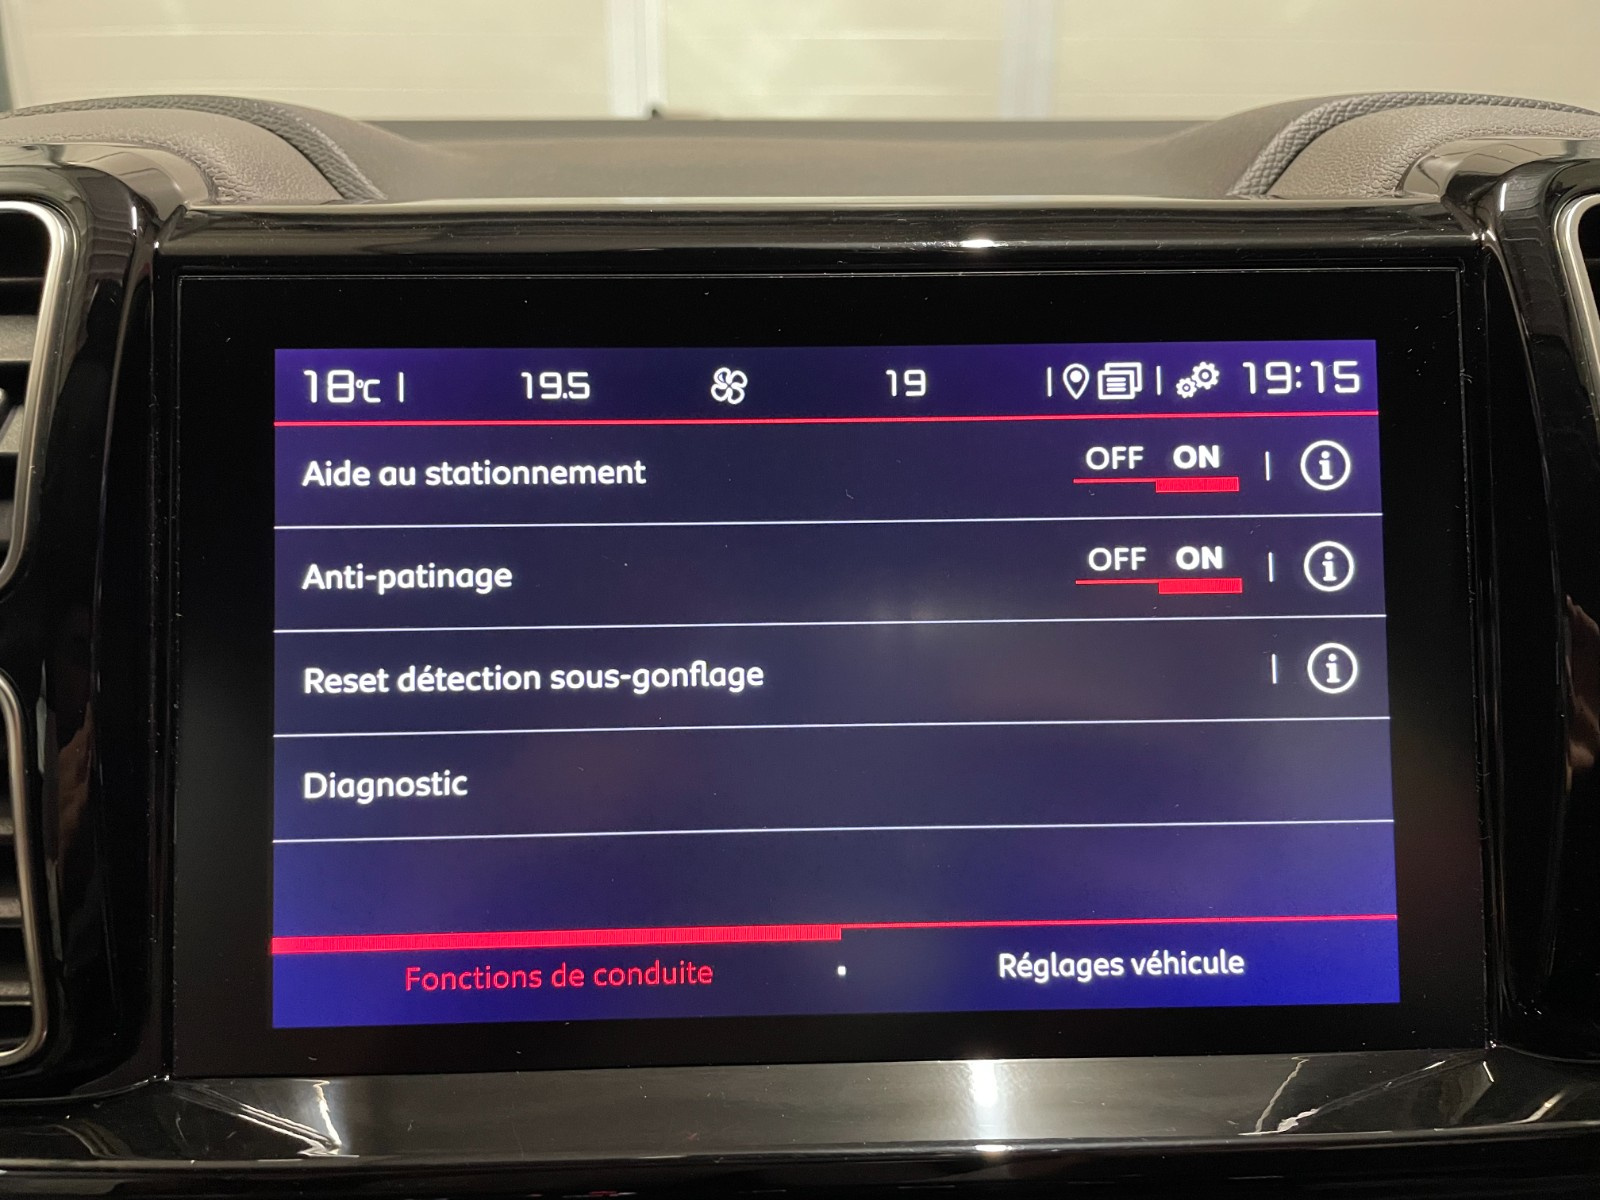 18°C 19.5 19 19:15
Aide au stationnement OFF ON i
Anti-patinage OFF ON i
Reset détection sous-gonflage i
Diagnostic
Fonctions de conduite Réglages véhicule